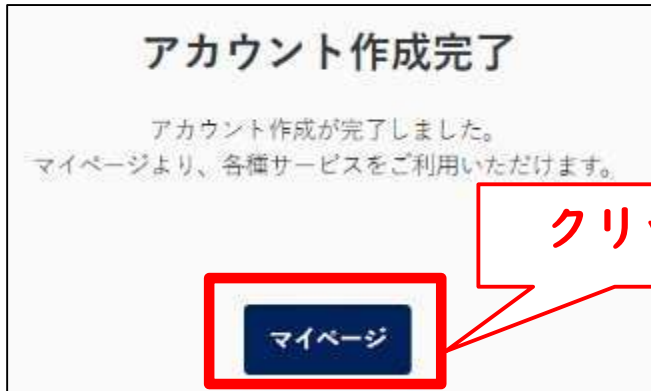 アカウント作成完了
アカウント作成が完了しました。
マイページより、各種サービスをご利用いただけます。
クリ
マイページ